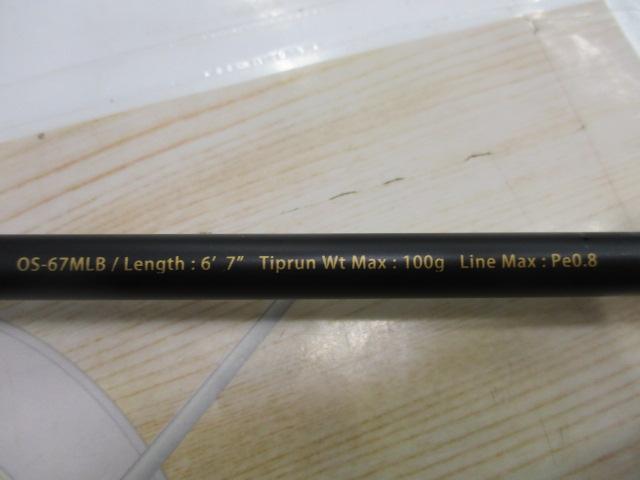 OS-67MLB / Length : 6' 7" Tiprun Wt Max : 100g Line Max : Pe0.8